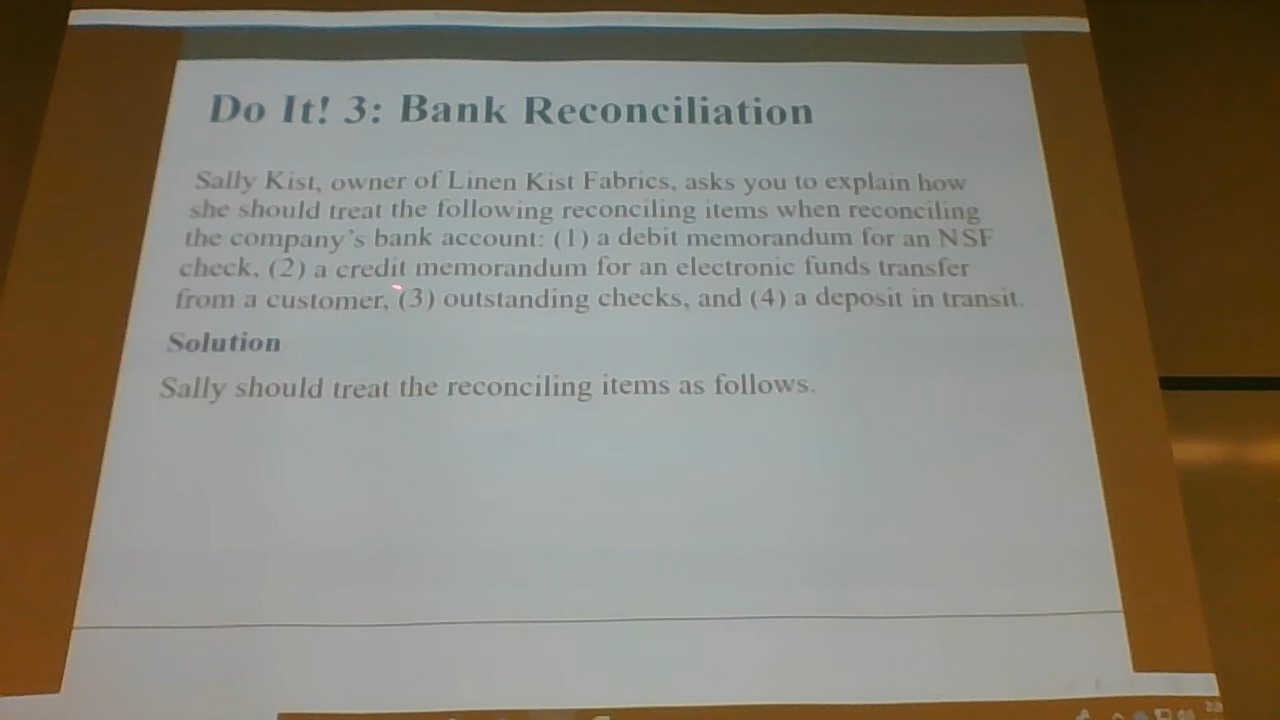 Do It! 3: Bank Reconciliation
Sally Kist, owner of Linen Kist Fabrics, asks you to explain how
she should treat the following reconciling items when reconciling
the company's bank account: (1) a debit memorandum for an NSF
check, (2) a credit memorandum for an electronic funds transfer
from a customer, (3) outstanding checks, and (4) a deposit in transit.
Solution
Sally should treat the reconciling items as follows.